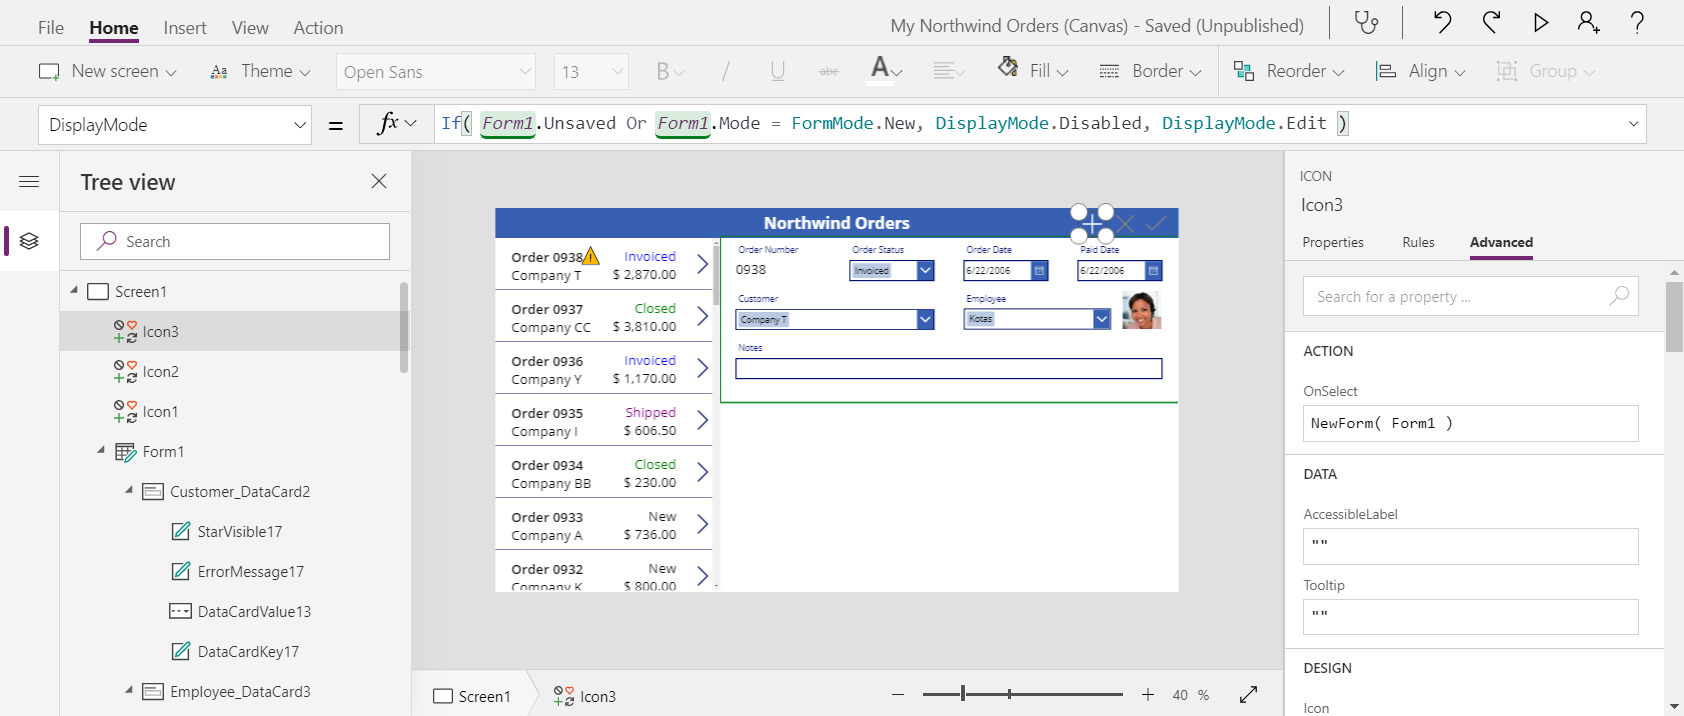 File Home Insert View Action My Northwind Orders (Canvas) - Saved (Unpublished) ?
New screen Aa Theme Open Sans 13 B / U abc A Fill Border Reorder Align Group
DisplayMode = fx If( Form1.Unsaved Or Form1.Mode = FormMode.New, DisplayMode.Disabled, DisplayMode.Edit )
Tree view
Search
Screen1
Icon3
Icon2
Icon1
Form1
Customer_DataCard2
StarVisible17
ErrorMessage17
DataCardValue13
DataCardKey17
Employee_DataCard3
Northwind Orders
Order 0938 Invoiced
Company T $ 2,870.00
Order 0937 Closed
Company CC $ 3,810.00
Order 0936 Invoiced
Company Y $ 1,170.00
Order 0935 Shipped
Company I $ 606.50
Order 0934 Closed
Company BB $ 230.00
Order 0933 New
Company A $ 736.00
Order 0932 New
Company K $ 800.00
Order Number Order Status Order Date Paid Date
0938 Invoiced 6/22/2006 6/22/2006
Customer Employee
Company T Kotas
Notes
Screen1 Icon3 40 %
ICON
Icon3
Properties Rules Advanced
Search for a property ...
ACTION
OnSelect
NewForm( Form1 )
DATA
AccessibleLabel
""
Tooltip
""
DESIGN
Icon